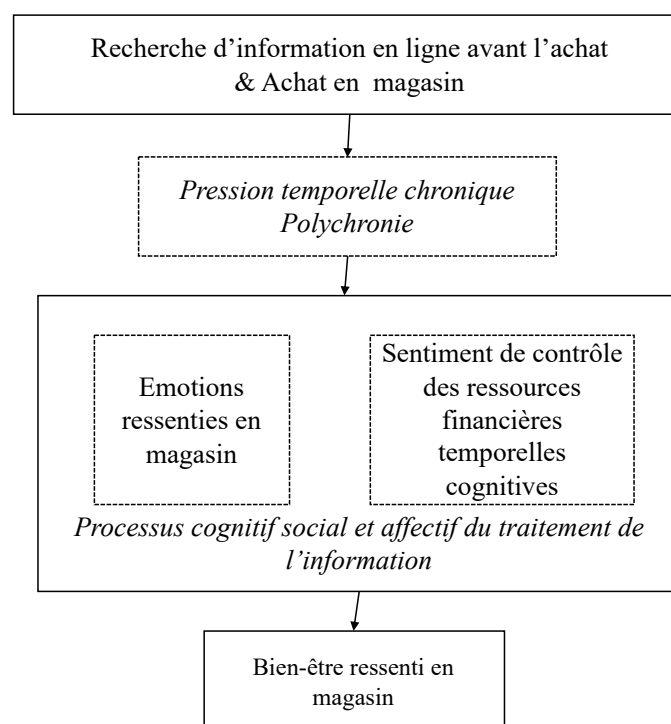 Recherche d’information en ligne avant l’achat
& Achat en magasin
Pression temporelle chronique
Polychronie
Emotions
ressenties en
magasin
Sentiment de contrôle
des ressources
financières
temporelles
cognitives
Processus cognitif social et affectif du traitement de
l’information
Bien-être ressenti en
magasin